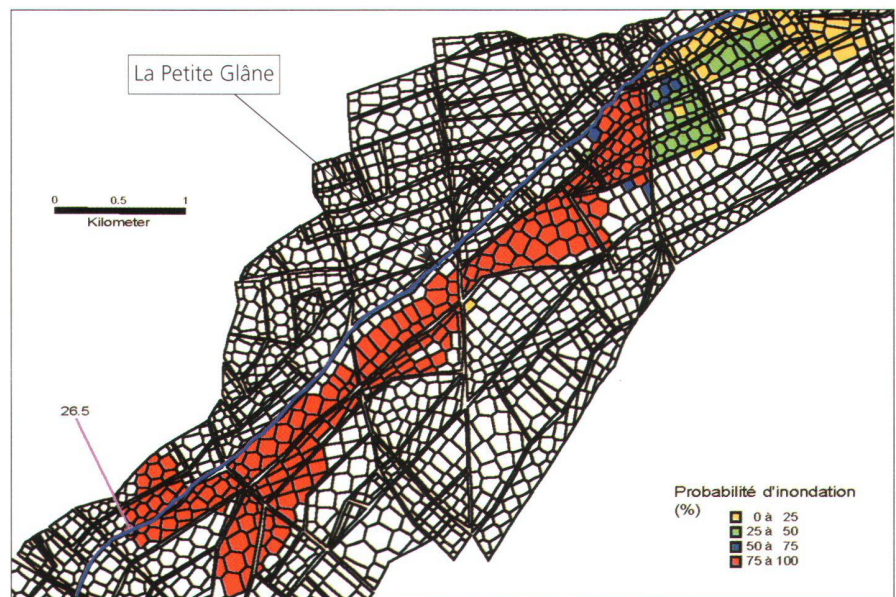 La Petite Glâne
0 0.5 1
Kilometer
26.5
Probabilité d'inondation
(%)
0 à 25
25 à 50
50 à 75
75 à 100